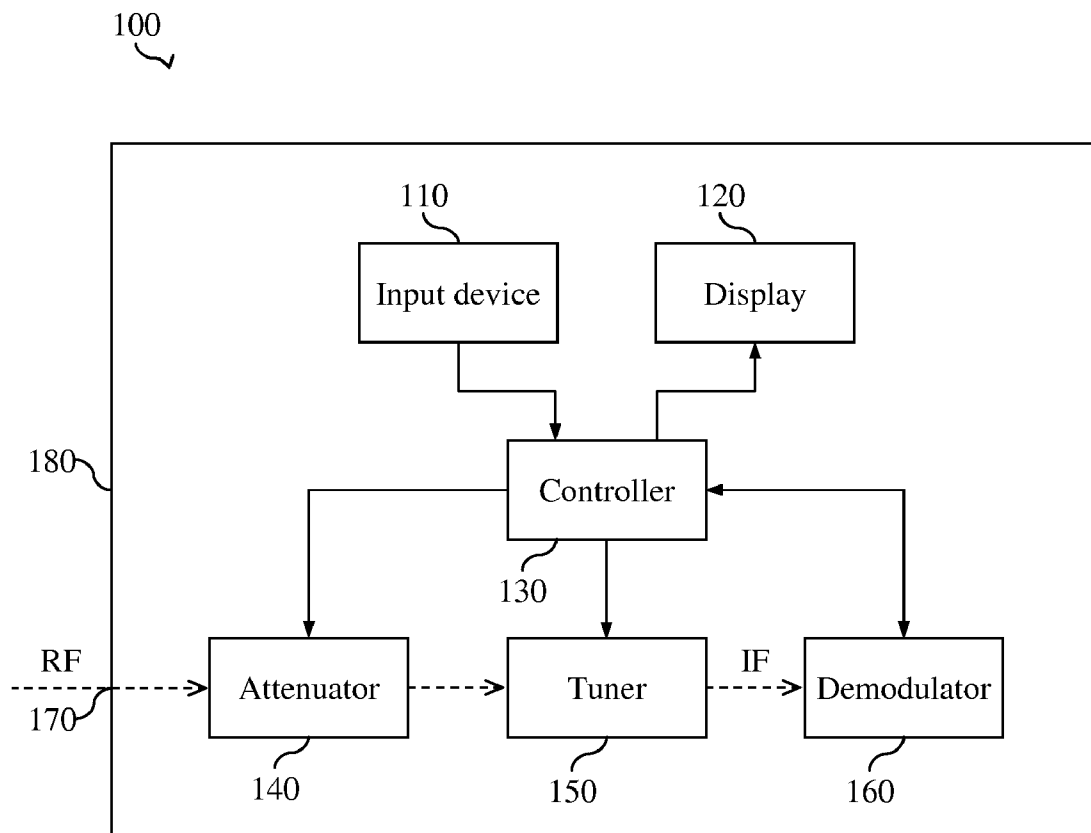 100
110
120
Input device
Display
180
Controller
130
RF
IF
Attenuator
Tuner
Demodulator
170
140
150
160